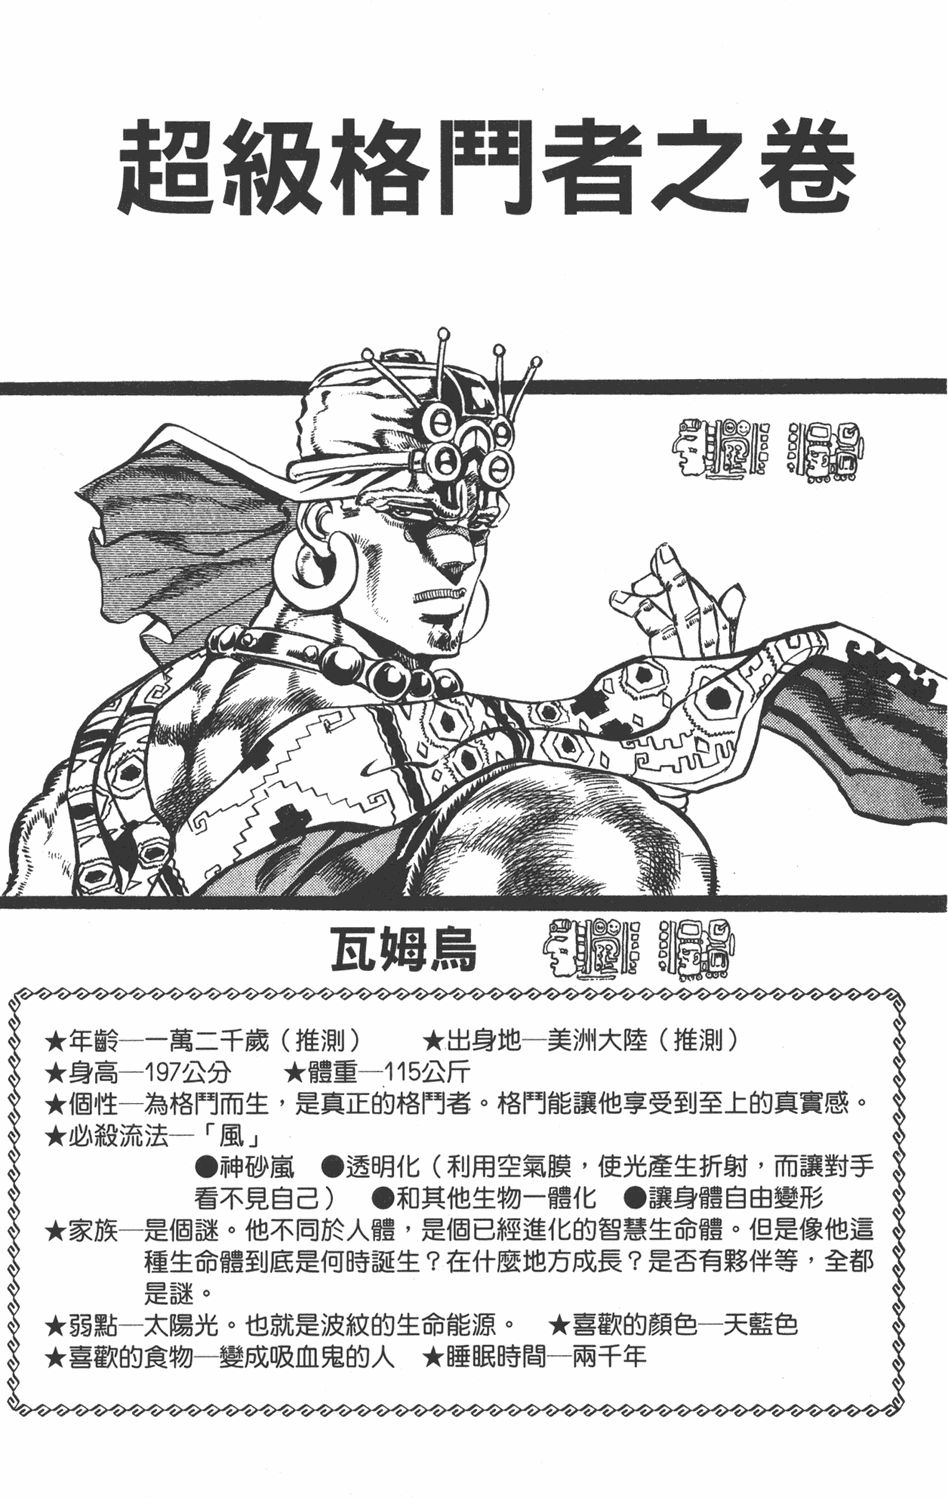 超級格鬥者之卷
瓦姆烏
★年齡─一萬二千歲（推測） ★出身地─美洲大陸（推測）
★身高─197公分 ★體重─115公斤
★個性─為格鬥而生，是真正的格鬥者。格鬥能讓他享受到至上的真實感。
★必殺流法─「風」
●神砂嵐 ●透明化（利用空氣膜，使光產生折射，而讓對手
看不見自己） ●和其他生物一體化 ●讓身體自由變形
★家族─是個謎。他不同於人體，是個已經進化的智慧生命體。但是像他這
種生命體到底是何時誕生？在什麼地方成長？是否有夥伴等，全都
是謎。
★弱點─太陽光。也就是波紋的生命能源。 ★喜歡的顏色─天藍色
★喜歡的食物─變成吸血鬼的人 ★睡眠時間─兩千年